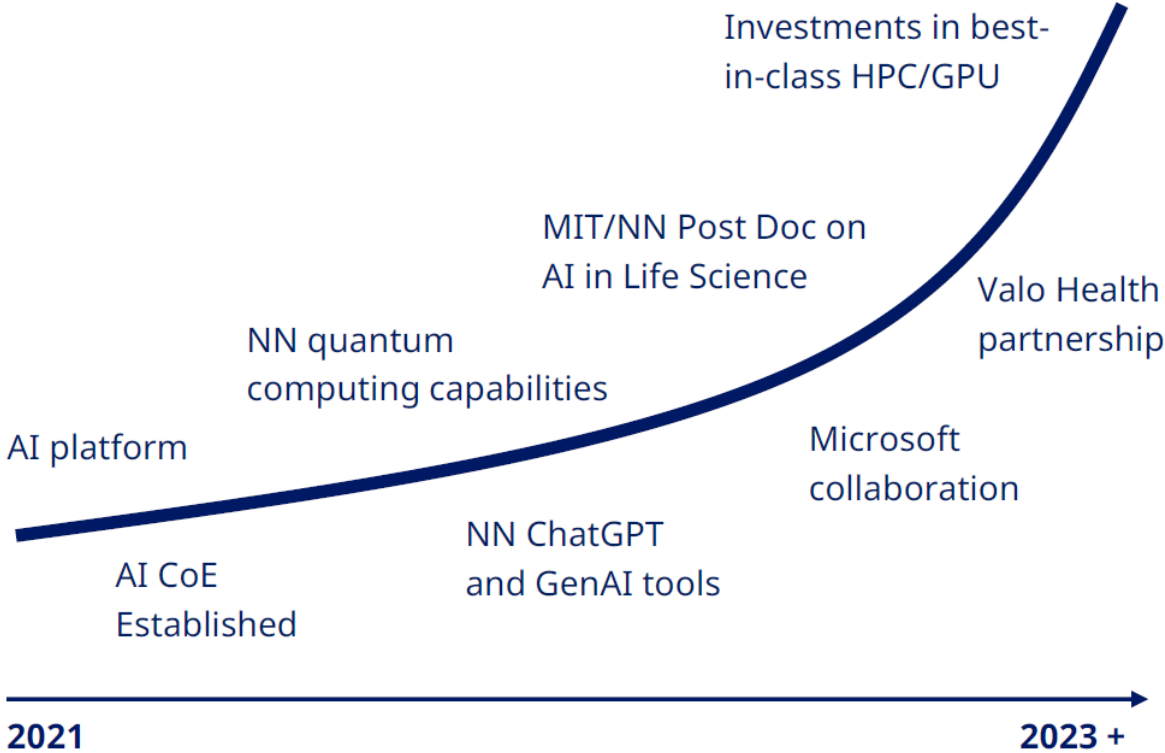 Investments in best-
in-class HPC/GPU
MIT/NN Post Doc on
AI in Life Science
Valo Health
partnership
NN quantum
computing capabilities
AI platform
Microsoft
collaboration
NN ChatGPT
and GenAI tools
AI CoE
Established
2021
2023 +